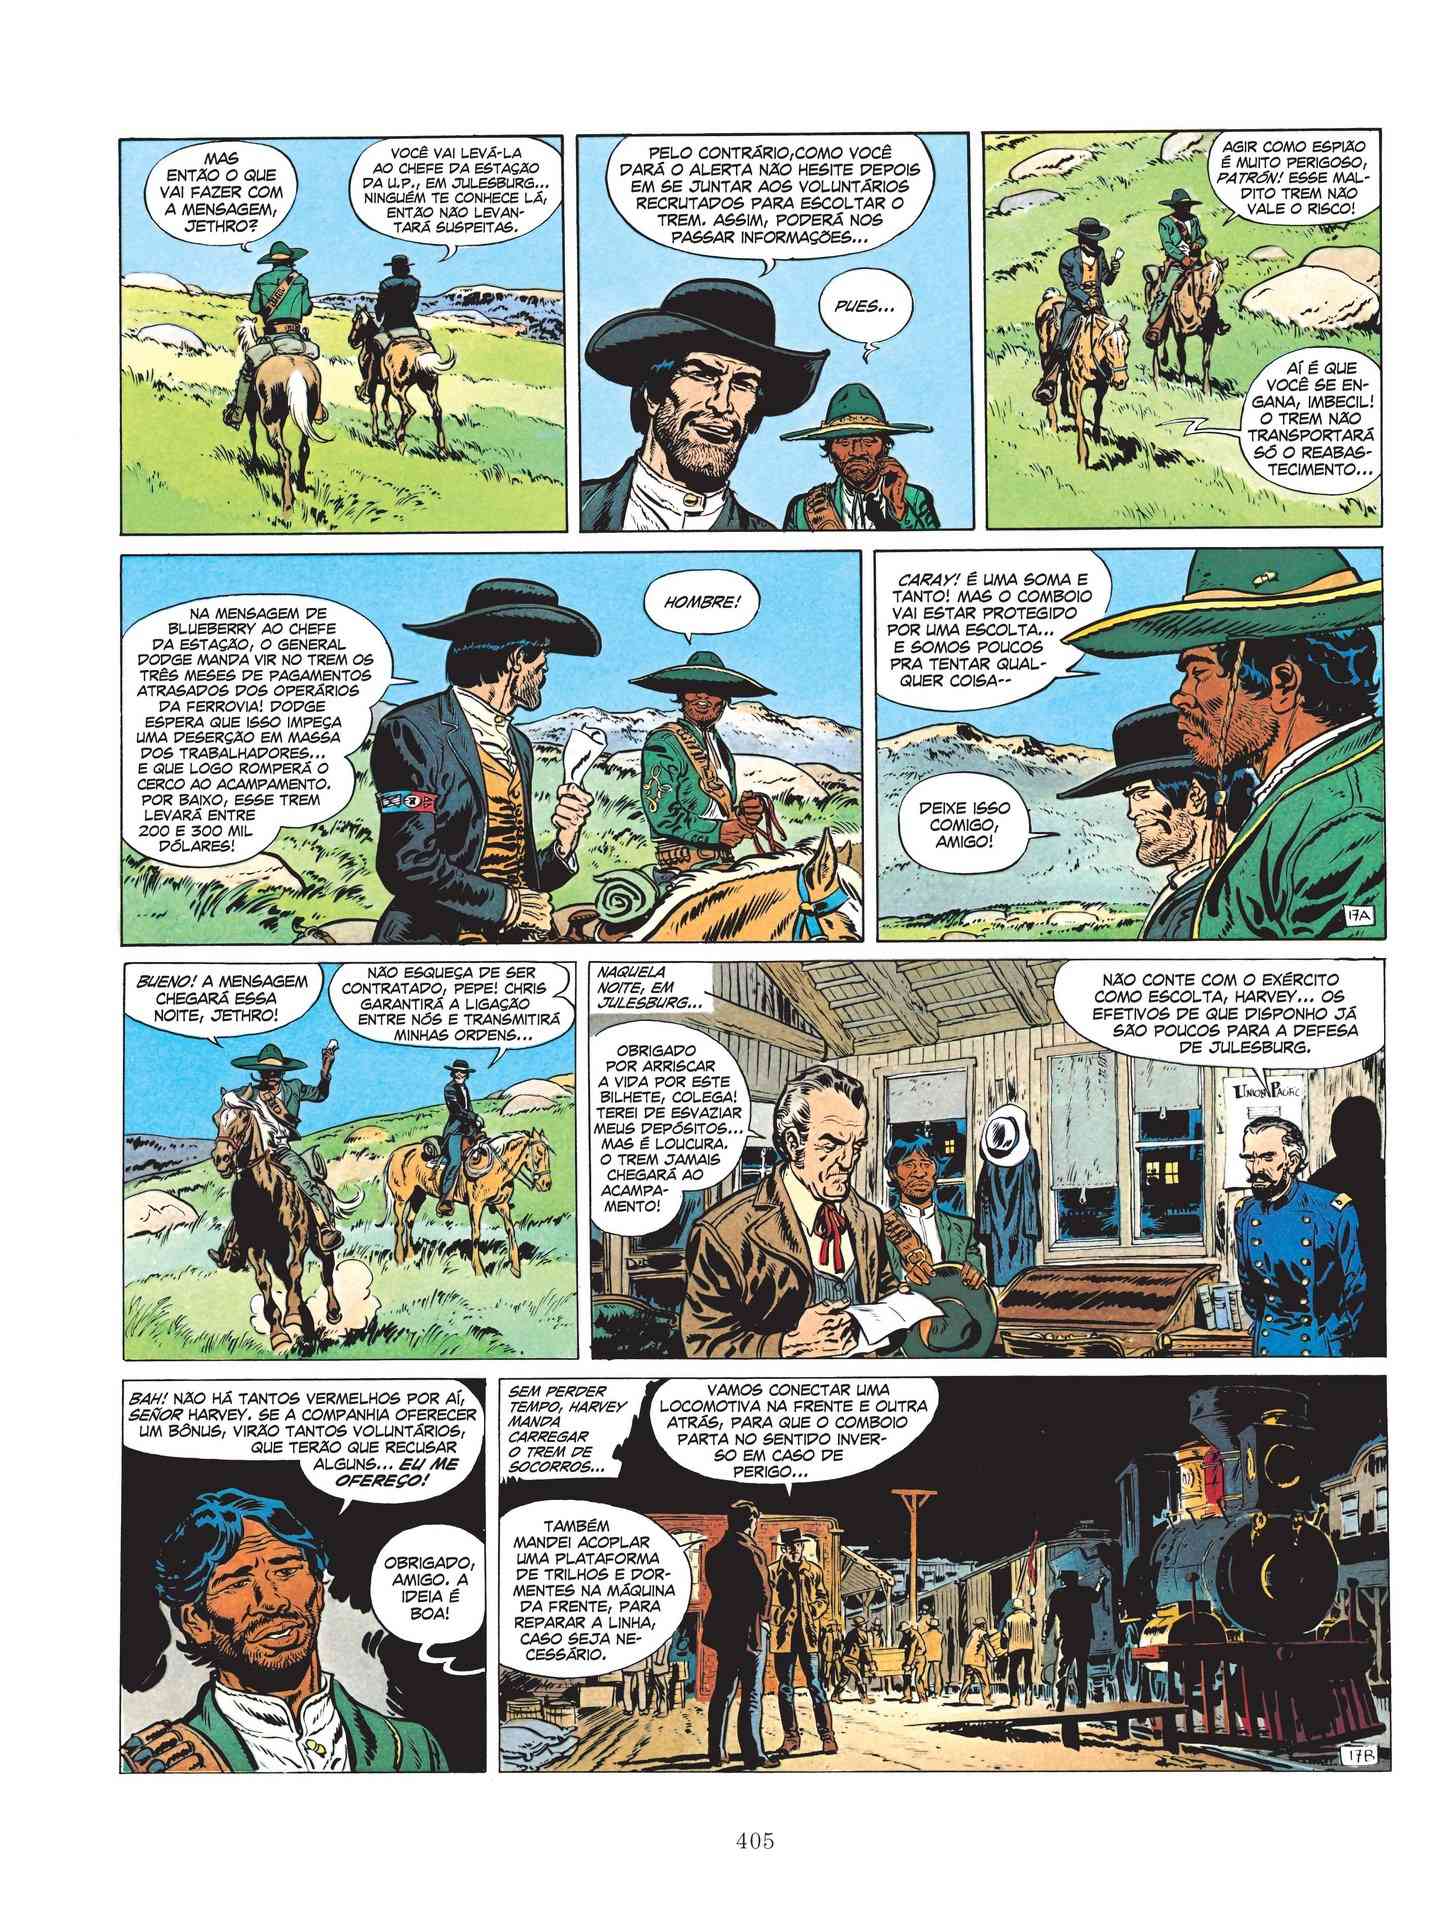 MAS
ENTÃO O QUE
VAI FAZER COM
A MENSAGEM,
JETHRO?
VOCÊ VAI LEVÁ-LA
AO CHEFE DA ESTAÇÃO
DA U.P., EM JULESBURG...
NINGUÉM TE CONHECE LÁ,
ENTÃO NÃO LEVAN-
TARÁ SUSPEITAS.
PELO CONTRÁRIO,COMO VOCÊ
DARÁ O ALERTA NÃO HESITE DEPOIS
EM SE JUNTAR AOS VOLUNTÁRIOS
RECRUTADOS PARA ESCOLTAR O
TREM. ASSIM, PODERÁ NOS
PASSAR INFORMAÇÕES...
PUES...
AGIR COMO ESPIÃO
É MUITO PERIGOSO,
PATRÓN! ESSE MAL-
DITO TREM NÃO
VALE O RISCO!
AÍ É QUE
VOCÊ SE EN-
GANA, IMBECIL!
O TREM NÃO
TRANSPORTARÁ
SÓ O REABAS-
TECIMENTO...
NA MENSAGEM DE
BLUEBERRY AO CHEFE
DA ESTAÇÃO, O GENERAL
DODGE MANDA VIR NO TREM OS
TRÊS MESES DE PAGAMENTOS
ATRASADOS DOS OPERÁRIOS
DA FERROVIA! DODGE
ESPERA QUE ISSO IMPEÇA
UMA DESERÇÃO EM MASSA
DOS TRABALHADORES...
E QUE LOGO ROMPERÁ O
CERCO AO ACAMPAMENTO.
POR BAIXO, ESSE TREM
LEVARÁ ENTRE
200 E 300 MIL
DÓLARES!
HOMBRE!
CARAY! É UMA SOMA E
TANTO! MAS O COMBOIO
VAI ESTAR PROTEGIDO
POR UMA ESCOLTA...
E SOMOS POUCOS
PRA TENTAR QUAL-
QUER COISA--
DEIXE ISSO
COMIGO,
AMIGO!
17A
BUENO! A MENSAGEM
CHEGARÁ ESSA
NOITE, JETHRO!
NÃO ESQUEÇA DE SER
CONTRATADO, PEPE! CHRIS
GARANTIRÁ A LIGAÇÃO
ENTRE NÓS E TRANSMITIRÁ
MINHAS ORDENS...
NAQUELA
NOITE, EM
JULESBURG...
OBRIGADO
POR ARRISCAR
A VIDA POR ESTE
BILHETE, COLEGA!
TEREI DE ESVAZIAR
MEUS DEPÓSITOS...
MAS É LOUCURA.
O TREM JAMAIS
CHEGARÁ AO
ACAMPA-
MENTO!
NÃO CONTE COM O EXÉRCITO
COMO ESCOLTA, HARVEY... OS
EFETIVOS DE QUE DISPONHO JÁ
SÃO POUCOS PARA A DEFESA
DE JULESBURG.
UNION PACIFIC
BAH! NÃO HÁ TANTOS VERMELHOS POR AÍ,
SEÑOR HARVEY. SE A COMPANHIA OFERECER
UM BÔNUS, VIRÃO TANTOS VOLUNTÁRIOS,
QUE TERÃO QUE RECUSAR
ALGUNS... EU ME
OFEREÇO!
OBRIGADO,
AMIGO. A
IDEIA É
BOA!
SEM PERDER
TEMPO, HARVEY
MANDA
CARREGAR
O TREM DE
SOCORROS...
VAMOS CONECTAR UMA
LOCOMOTIVA NA FRENTE E OUTRA
ATRÁS, PARA QUE O COMBOIO
PARTA NO SENTIDO INVER-
SO EM CASO DE
PERIGO...
TAMBÉM
MANDEI ACOPLAR
UMA PLATAFORMA
DE TRILHOS E DOR-
MENTES NA MÁQUINA
DA FRENTE, PARA
REPARAR A LINHA,
CASO SEJA NE-
CESSÁRIO.
17B
405